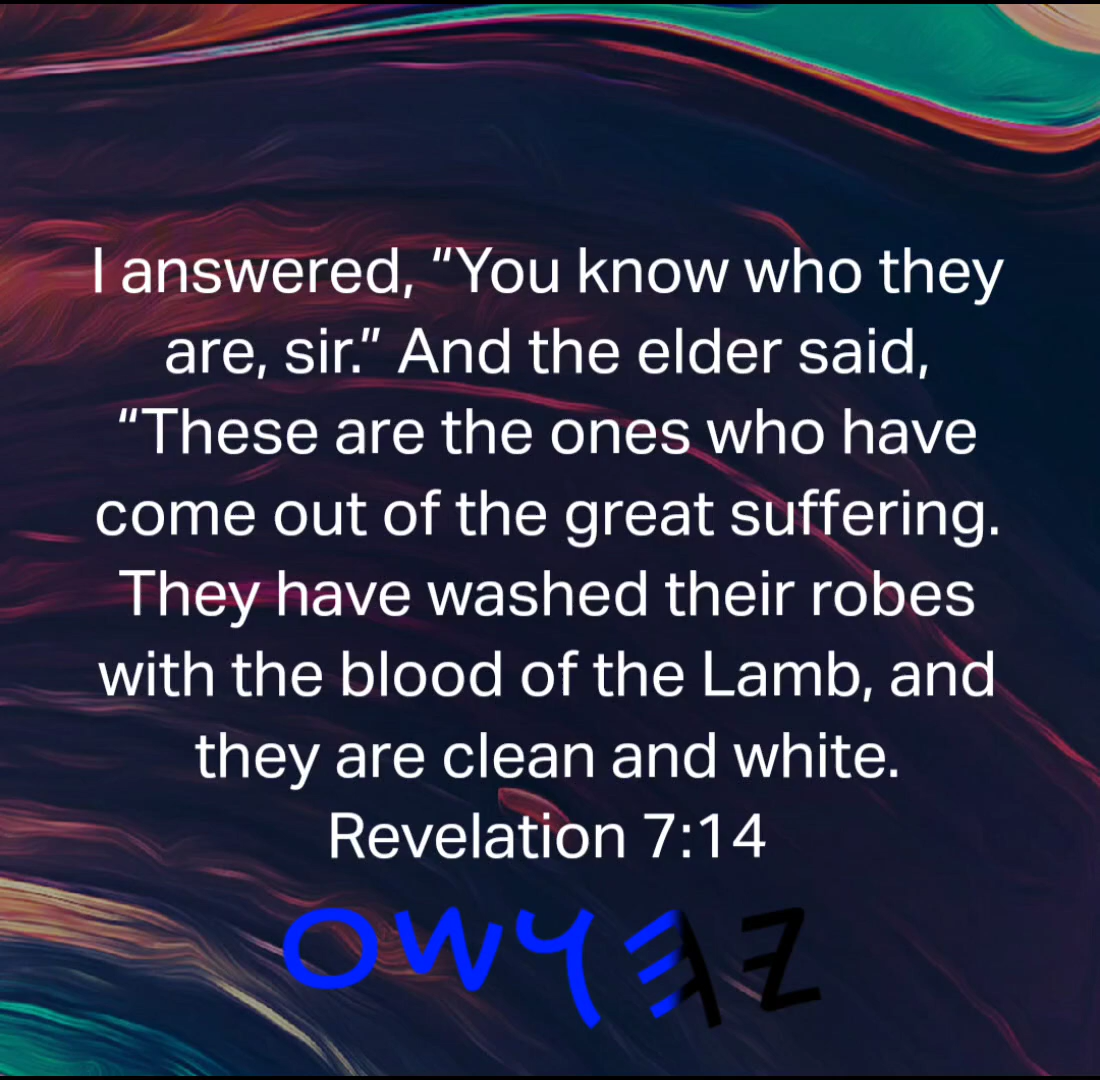 I answered, “You know who they
are, sir.” And the elder said,
“These are the ones who have
come out of the great suffering.
They have washed their robes
with the blood of the Lamb, and
they are clean and white.
Revelation 7:14
𐤉𐤄𐤅𐤔𐤏